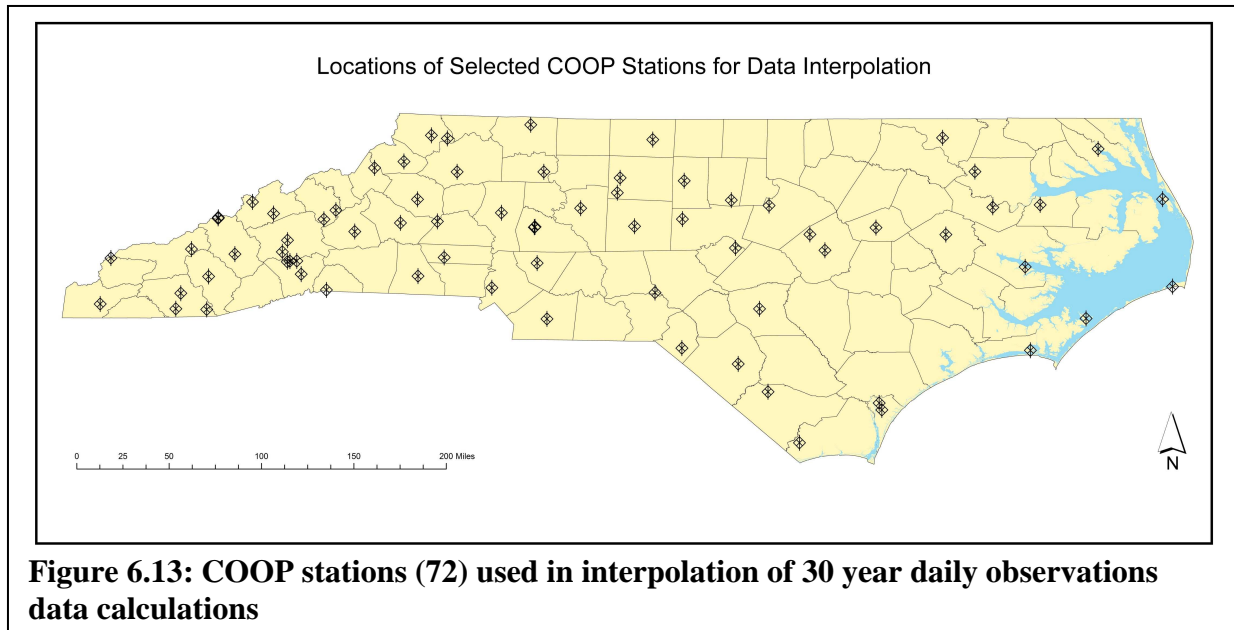 Locations of Selected COOP Stations for Data Interpolation
0 25 50 100 150 200 Miles
N
Figure 6.13: COOP stations (72) used in interpolation of 30 year daily observations
data calculations